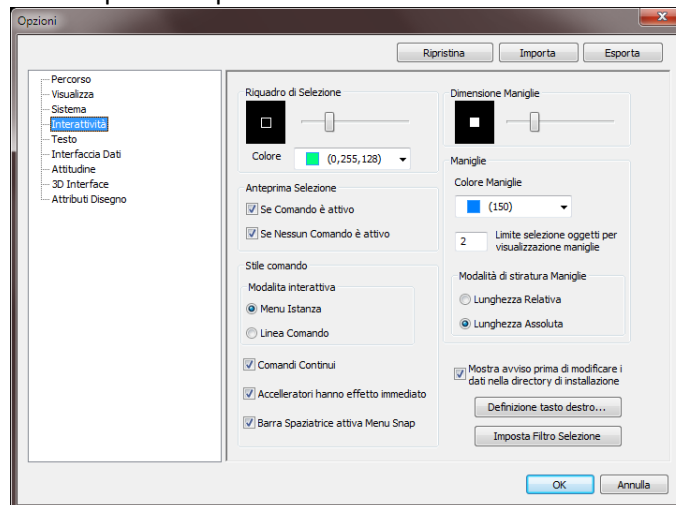 Opzioni
Ripristina
Importa
Esporta
Percorso
Visualizza
Sistema
Interattività
Testo
Interfaccia Dati
Attitudine
3D Interface
Attributi Disegno
Riquadro di Selezione
Colore
(0,255,128)
Anteprima Selezione
Se Comando è attivo
Se Nessun Comando è attivo
Stile comando
Modalita interattiva
Menu Istanza
Linea Comando
Comandi Continui
Accelleratori hanno effetto immediato
Barra Spaziatrice attiva Menu Snap
Dimensione Maniglie
Maniglie
Colore Maniglie
(150)
2
Limite selezione oggetti per
visualizzazione maniglie
Modalità di stiratura Maniglie
Lunghezza Relativa
Lunghezza Assoluta
Mostra avviso prima di modificare i
dati nella directory di installazione
Definizione tasto destro...
Imposta Filtro Selezione
OK
Annulla